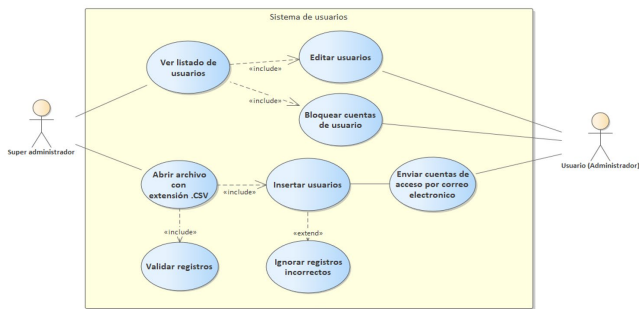 Sistema de usuarios
Ver listado de
usuarios
«include»
Editar usuarios
«include»
Bloquear cuentas
de usuario
Super administrador
Usuario (Administrador)
Abrir archivo
con
extensión .CSV
«include»
Insertar usuarios
Enviar cuentas de
acceso por correo
electronico
«include»
«extend»
Validar registros
Ignorar registros
incorrectos